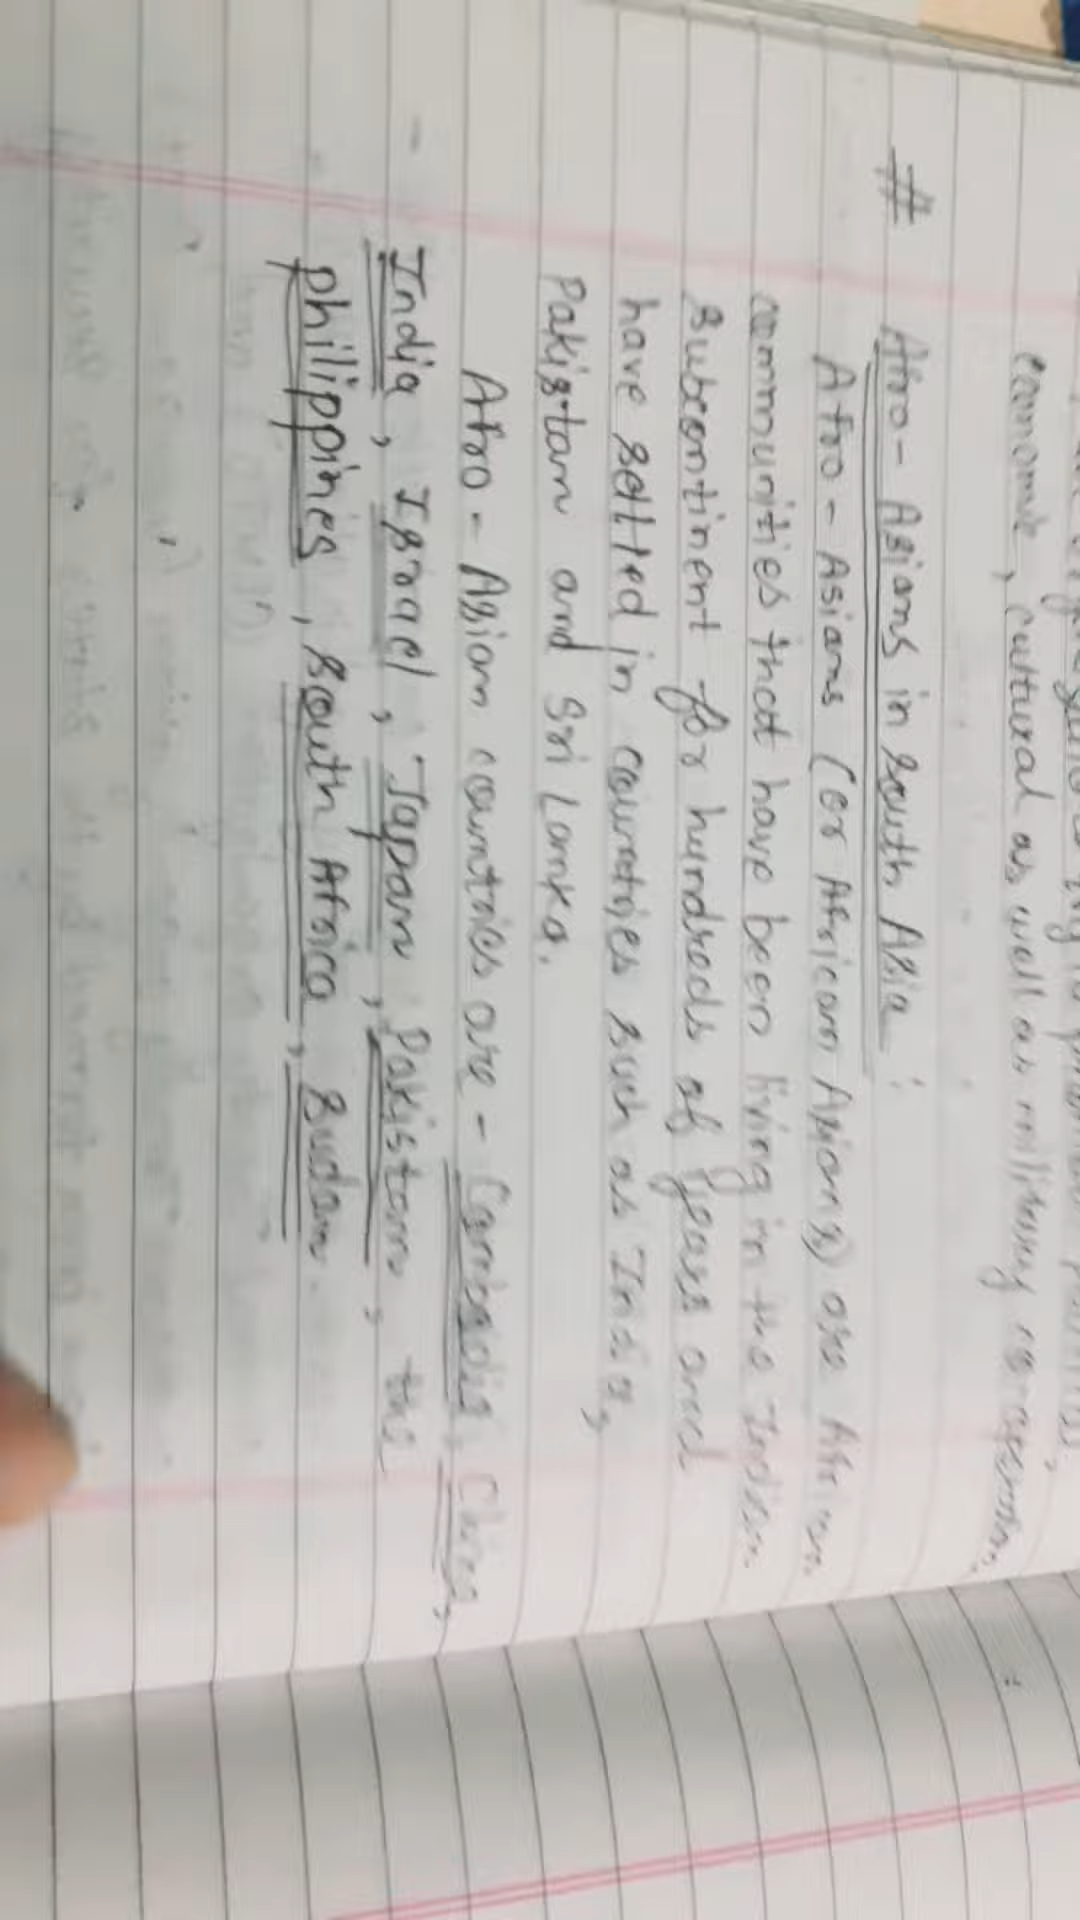 economic, cultural as well as military
# Afro-Asians in South Asia:
Afro-Asians (or African Asians) are African
communities that have been living in the Indian
Subcontinent for hundreds of years and
have settled in countries such as India,
Pakistan and Sri Lanka.
Afro-Asian countries are - Cambodia, China,
India, Israel, Japan, Pakistan, the
philippines, South Africa, Sudan.